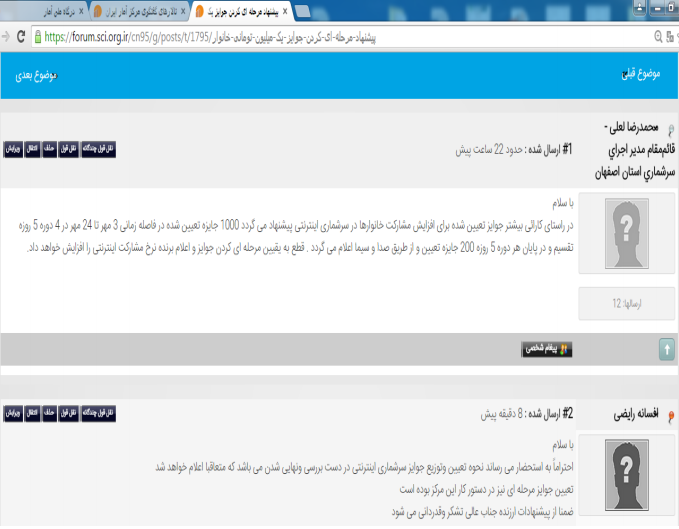 پیشنهاد مرحله ای کردن جوایز یک
تالارهای گفتگوی مرکز آمار ایران
درگاه ملی آمار
https://forum.sci.org.ir/cn95/g/posts/t/1795/پیشنهاد-مرحله-ای-کردن-جوایز-یک-میلیون-تومانی-خانوار
موضوع قبلی
موضوع بعدی
محمدرضا لعلی -
قائم‌مقام مدیر اجرای
سرشماری استان اصفهان
#1 ارسال شده : حدود 22 ساعت پیش
نقل قول چندگانه نقل قول حذف انتقال ویرایش
با سلام
در راستای کارائی بیشتر جوایز تعیین شده برای افزایش مشارکت خانوارها در سرشماری اینترنتی پیشنهاد می گردد 1000 جایزه تعیین شده در فاصله زمانی 3 مهر تا 24 مهر در 4 دوره 5 روزه
تقسیم و در پایان هر دوره 5 روزه 200 جایزه تعیین و از طریق صدا و سیما اعلام می گردد . قطع به یقیین مرحله ای کردن جوایز و اعلام برنده نرخ مشارکت اینترنتی را افزایش خواهد داد.
ارسالها: 12
پیغام شخصی
افسانه رایضی
#2 ارسال شده : 8 دقیقه پیش
نقل قول چندگانه نقل قول حذف انتقال ویرایش
با سلام
احتراماً به استحضار می رساند نحوه تعیین وتوزیع جوایز سرشماری اینترنتی در دست بررسی ونهایی شدن می باشد که متعاقبا اعلام خواهد شد
تعیین جوایز مرحله ای نیز در دستور کار این مرکز بوده است
ضمنا از پیشنهادات ارزنده جناب عالی تشکر وقدردانی می شود